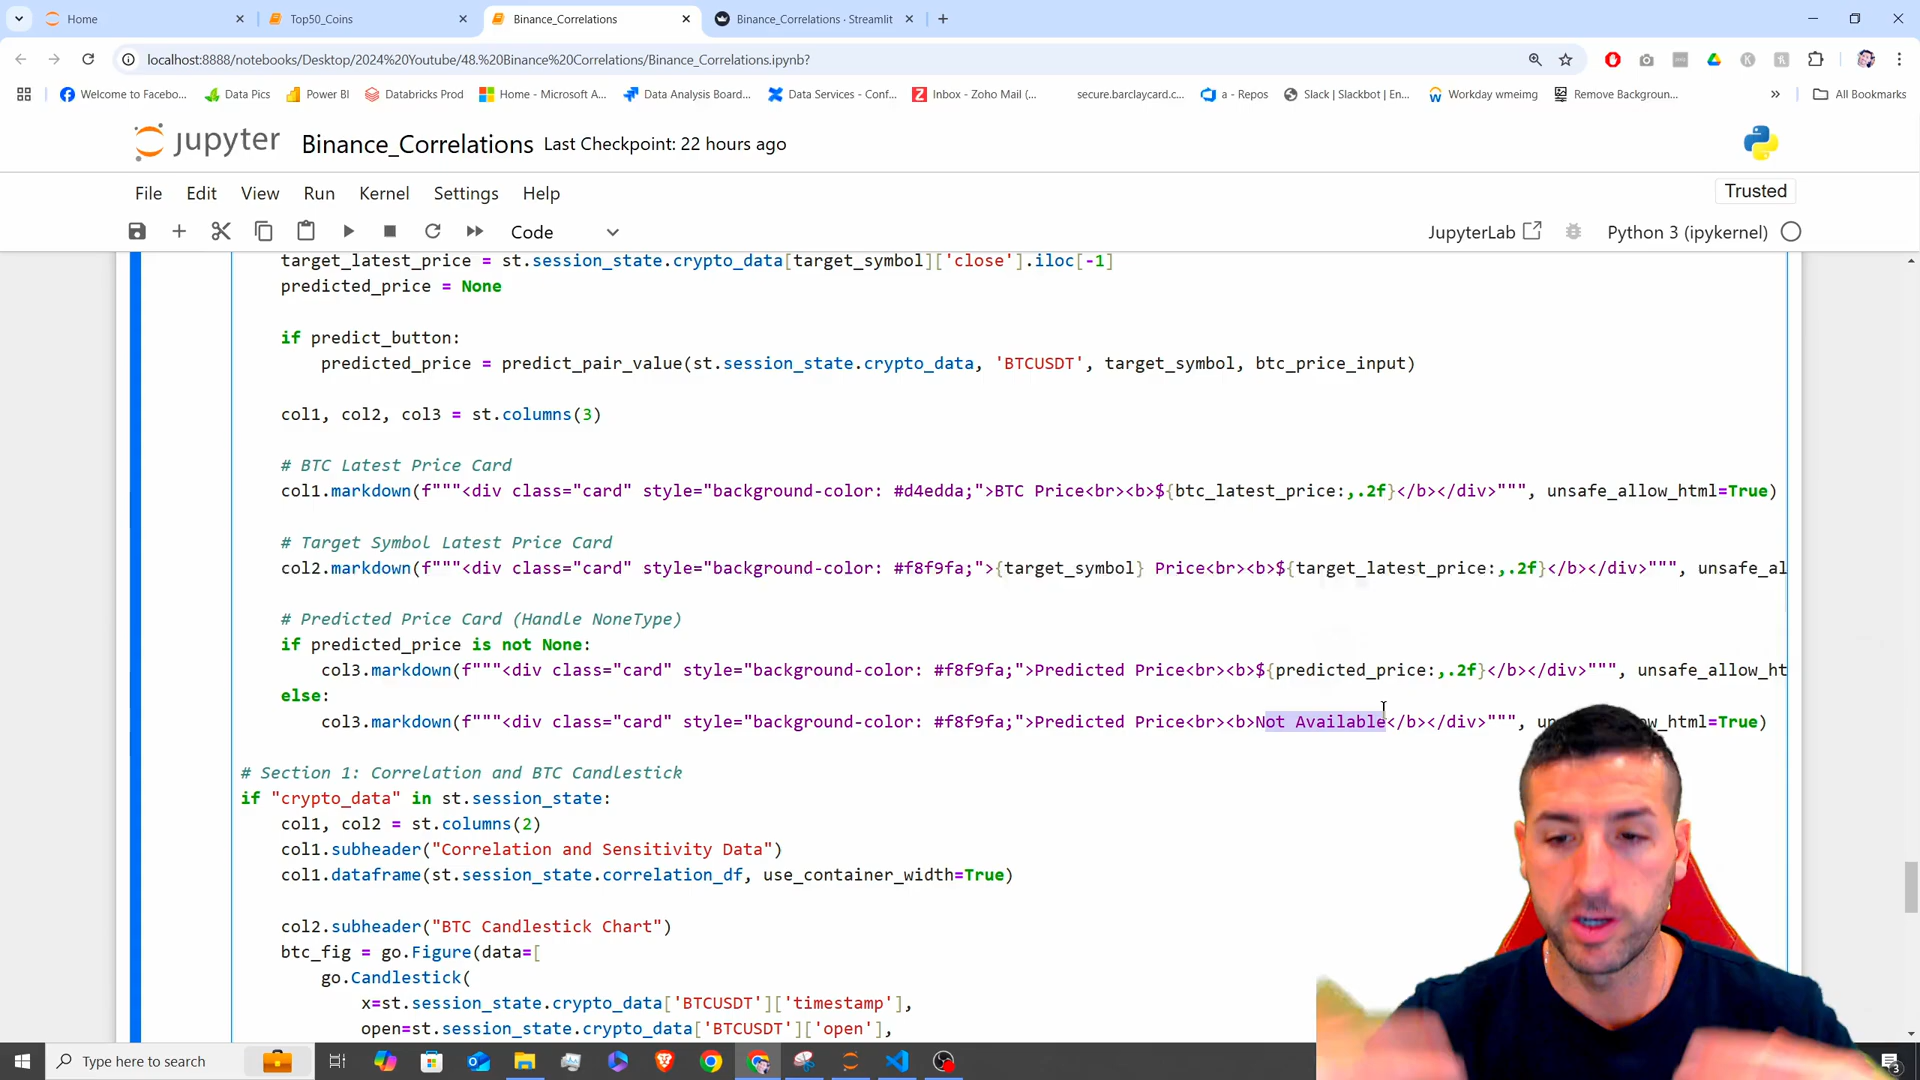 Home
Top50_Coins
Binance_Correlations
Binance_Correlations · Streamlit
localhost:8888/notebooks/Desktop/2024%20Youtube/48.%20Binance%20Correlations/Binance_Correlations.ipynb?
Welcome to Facebo...
Data Pics
Power BI
Databricks Prod
Home - Microsoft A...
Data Analysis Board...
Data Services - Conf...
Inbox - Zoho Mail (...
secure.barclaycard.c...
a - Repos
Slack | Slackbot | En...
Workday wmeimg
Remove Backgroun...
All Bookmarks
jupyter
Binance_Correlations
Last Checkpoint: 22 hours ago
File
Edit
View
Run
Kernel
Settings
Help
Trusted
Code
JupyterLab
Python 3 (ipykernel)
target_latest_price = st.session_state.crypto_data[target_symbol]['close'].iloc[-1]
predicted_price = None
if predict_button:
predicted_price = predict_pair_value(st.session_state.crypto_data, 'BTCUSDT', target_symbol, btc_price_input)
col1, col2, col3 = st.columns(3)
# BTC Latest Price Card
col1.markdown(f"""<div class="card" style="background-color: #d4edda;">BTC Price<br><b>${btc_latest_price:,.2f}</b></div>""", unsafe_allow_html=True)
# Target Symbol Latest Price Card
col2.markdown(f"""<div class="card" style="background-color: #f8f9fa;">{target_symbol} Price<br><b>${target_latest_price:,.2f}</b></div>""", unsafe_al
# Predicted Price Card (Handle NoneType)
if predicted_price is not None:
col3.markdown(f"""<div class="card" style="background-color: #f8f9fa;">Predicted Price<br><b>${predicted_price:,.2f}</b></div>""", unsafe_allow_ht
else:
col3.markdown(f"""<div class="card" style="background-color: #f8f9fa;">Predicted Price<br><b>Not Available</b></div>""", un   w_html=True)
# Section 1: Correlation and BTC Candlestick
if "crypto_data" in st.session_state:
col1, col2 = st.columns(2)
col1.subheader("Correlation and Sensitivity Data")
col1.dataframe(st.session_state.correlation_df, use_container_width=True)
col2.subheader("BTC Candlestick Chart")
btc_fig = go.Figure(data=[
go.Candlestick(
x=st.session_state.crypto_data['BTCUSDT']['timestamp'],
open=st.session_state.crypto_data['BTCUSDT']['open'],
Type here to search
3